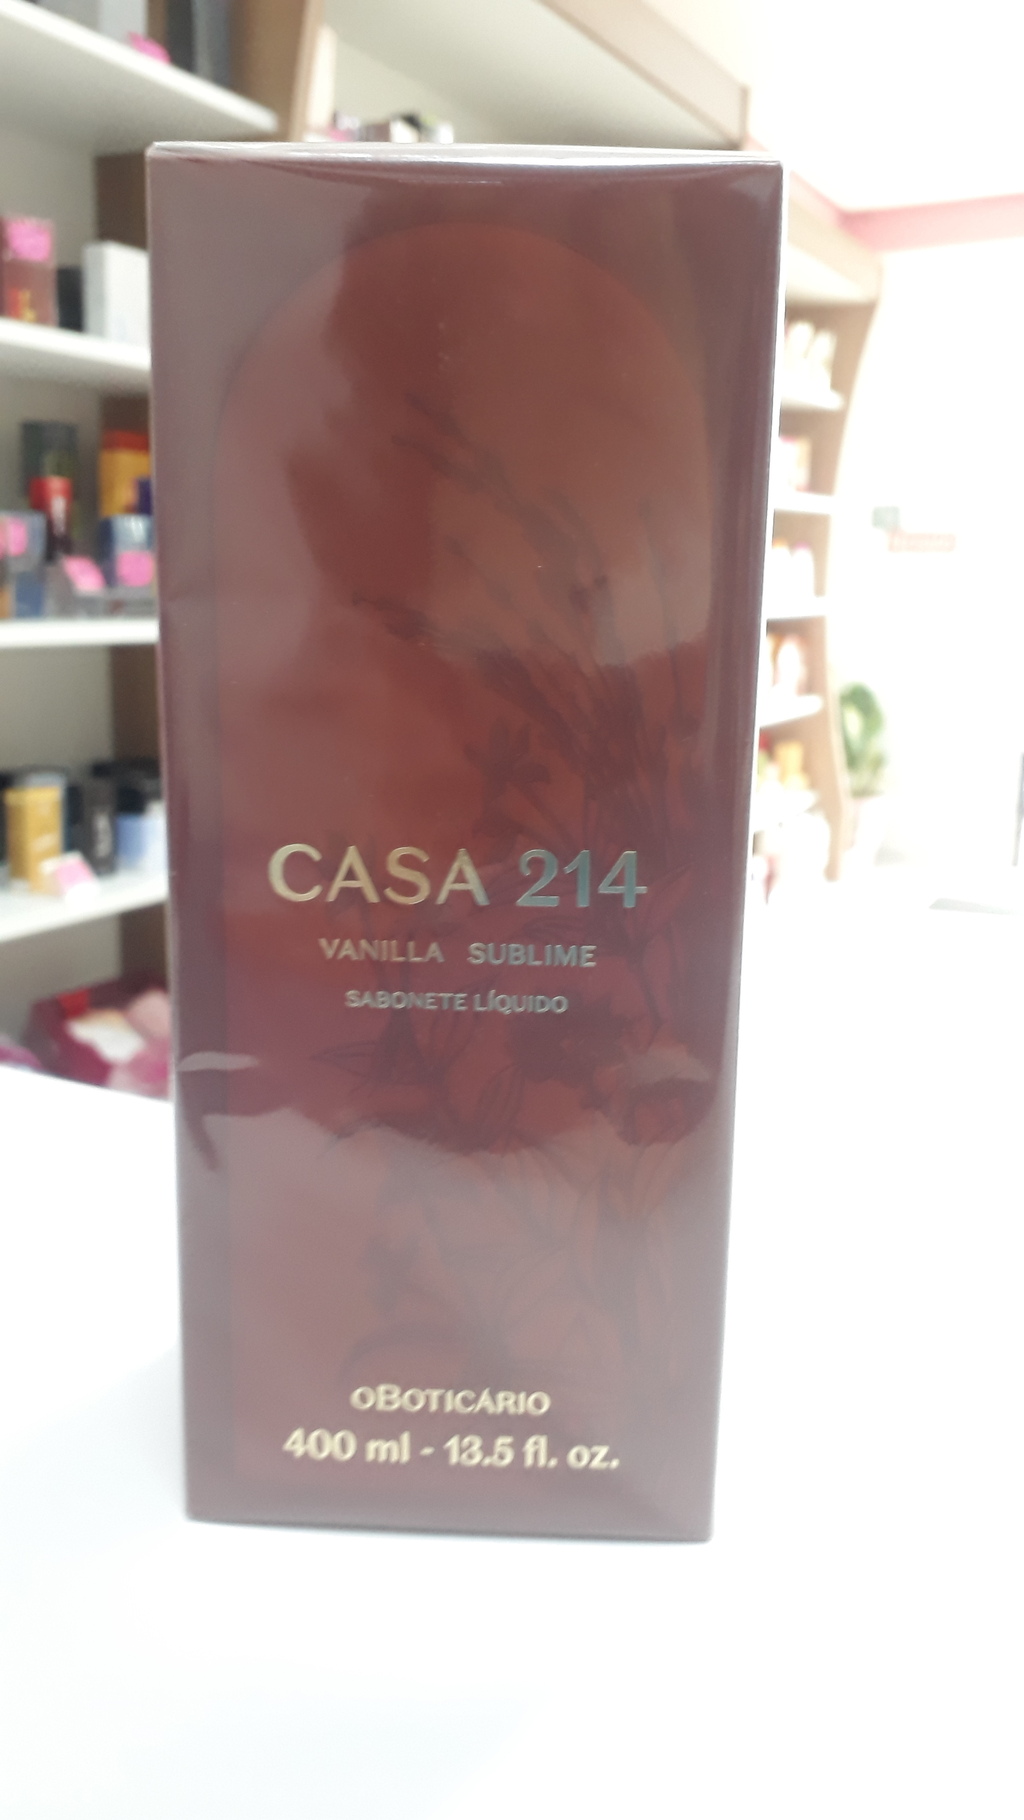 CASA 214
VANILLA SUBLIME
SABONETE LÍQUIDO
OBOTICÁRIO
400 ml - 13.5 fl. oz.